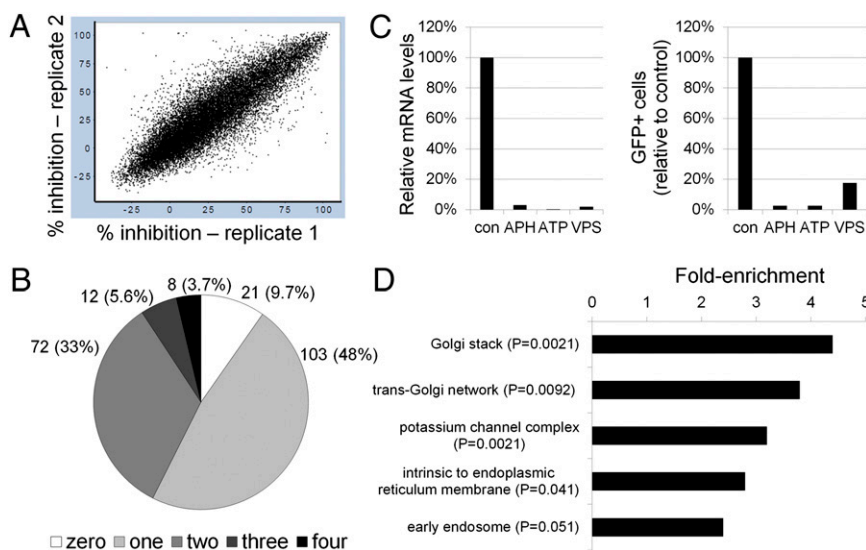 A
% inhibition – replicate 2
100
75
50
25
0
-25
-25 0 25 50 75 100
% inhibition – replicate 1
B
8 (3.7%)
12 (5.6%)
21 (9.7%)
72 (33%)
103 (48%)
zero one two three four
C
Relative mRNA levels
120%
100%
80%
60%
40%
20%
0%
con APH ATP VPS
GFP+ cells
(relative to control)
120%
100%
80%
60%
40%
20%
0%
con APH ATP VPS
D
Fold-enrichment
0 1 2 3 4 5
Golgi stack (P=0.0021)
trans-Golgi network (P=0.0092)
potassium channel complex
(P=0.0021)
intrinsic to endoplasmic
reticulum membrane (P=0.041)
early endosome (P=0.051)